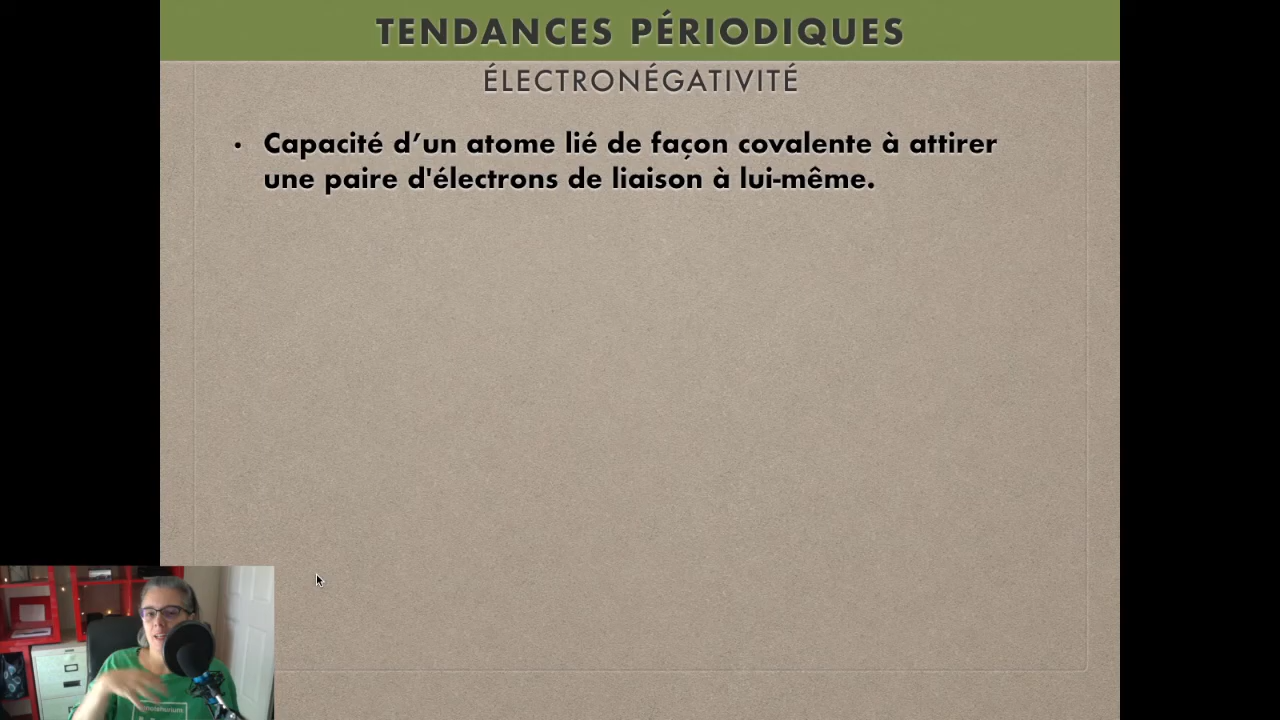 TENDANCES PÉRIODIQUES
ÉLECTRONÉGATIVITÉ
• Capacité d’un atome lié de façon covalente à attirer
une paire d'électrons de liaison à lui-même.